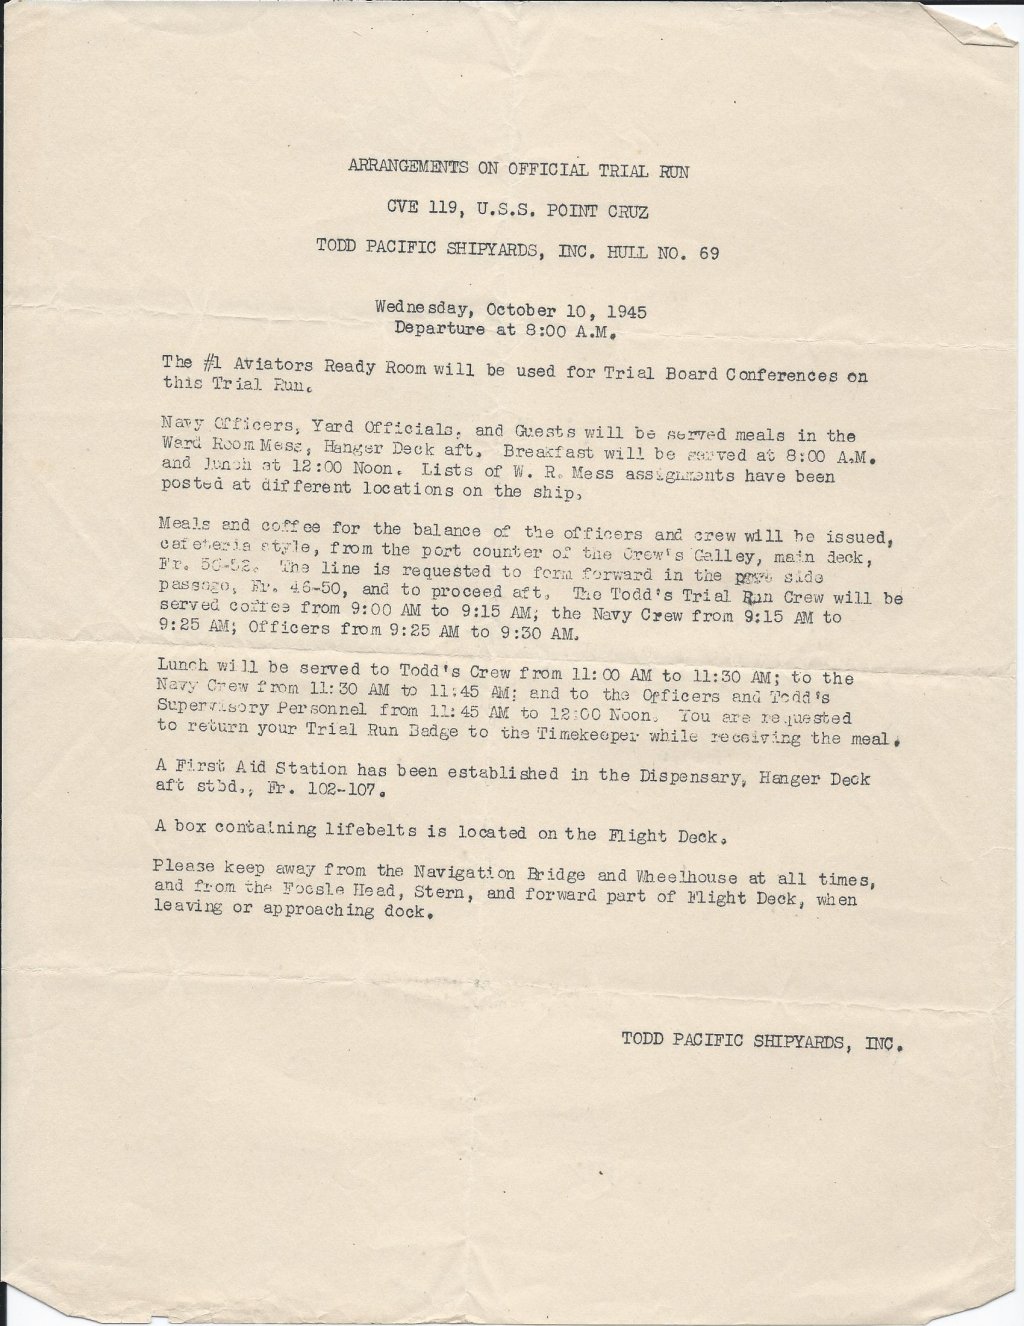 ARRANGEMENTS ON OFFICIAL TRIAL RUN
CVE 119, U.S.S. POINT CRUZ
TODD PACIFIC SHIPYARDS, INC. HULL NO. 69
Wednesday, October 10, 1945
Departure at 8:00 A.M.
The #1 Aviators Ready Room will be used for Trial Board Conferences on
this Trial Run.
Navy Officers, Yard Officials, and Guests will be served meals in the
Ward Room Mess, Hanger Deck aft. Breakfast will be served at 8:00 A.M.
and lunch at 12:00 Noon. Lists of W. R. Mess assignments have been
posted at different locations on the ship.
Meals and coffee for the balance of the officers and crew will be issued,
cafeteria style, from the port counter of the Crew's Galley, main deck,
Fr. 50-52. The line is requested to form forward in the side
passage, Fr. 46-50, and to proceed aft. The Todd's Trial Run Crew will be
served coffee from 9:00 AM to 9:15 AM; the Navy Crew from 9:15 AM to
9:25 AM; Officers from 9:25 AM to 9:30 AM.
Lunch will be served to Todd's Crew from 11:00 AM to 11:30 AM; to the
Navy Crew from 11:30 AM to 11:45 AM; and to the Officers and Todd's
Supervisory Personnel from 11:45 AM to 12:00 Noon. You are requested
to return your Trial Run Badge to the Timekeeper while receiving the meal.
A First Aid Station has been established in the Dispensary, Hanger Deck
aft stbd., Fr. 102-107.
A box containing lifebelts is located on the Flight Deck.
Please keep away from the Navigation Bridge and Wheelhouse at all times,
and from the Focsle Head, Stern, and forward part of Flight Deck, when
leaving or approaching dock.
TODD PACIFIC SHIPYARDS, INC.